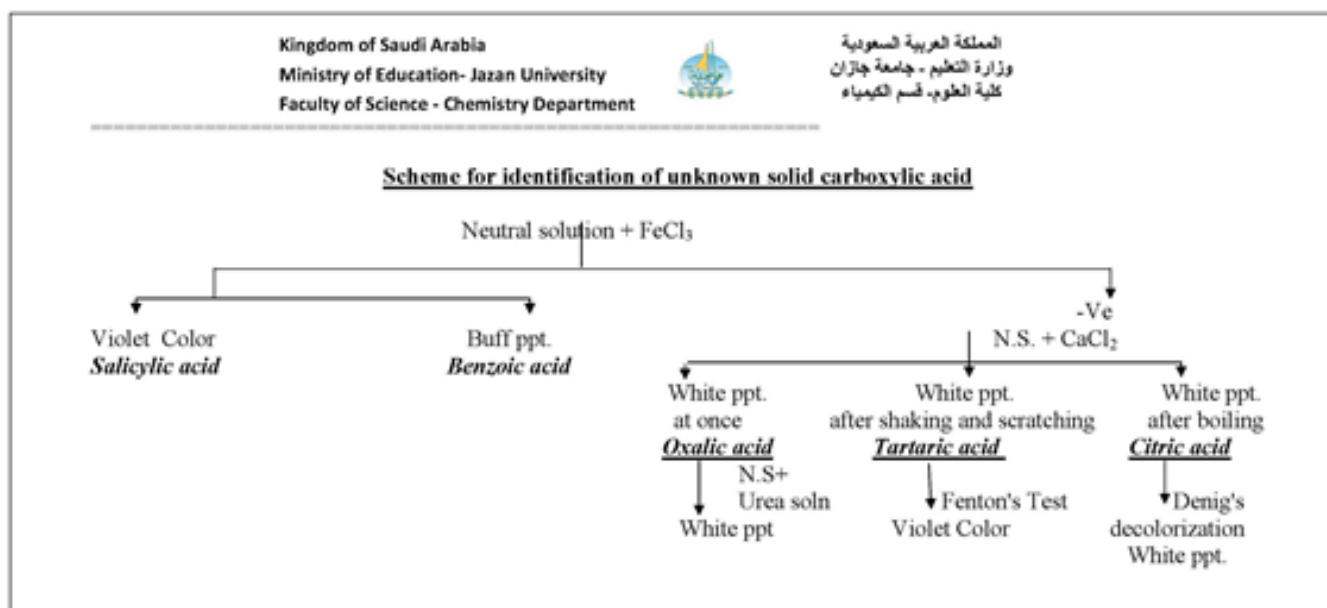 Kingdom of Saudi Arabia
Ministry of Education- Jazan University
Faculty of Science - Chemistry Department
المملكة العربية السعودية
وزارة التعليم - جامعة جازان
كلية العلوم- قسم الكيمياء
Scheme for identification of unknown solid carboxylic acid
Neutral solution + FeCl₃
Violet Color
Salicylic acid
Buff ppt.
Benzoic acid
-Ve
N.S. + CaCl₂
White ppt.
at once
Oxalic acid
N.S+
Urea soln
White ppt
White ppt.
after shaking and scratching
Tartaric acid
Fenton's Test
Violet Color
White ppt.
after boiling
Citric acid
Denig's
decolorization
White ppt.